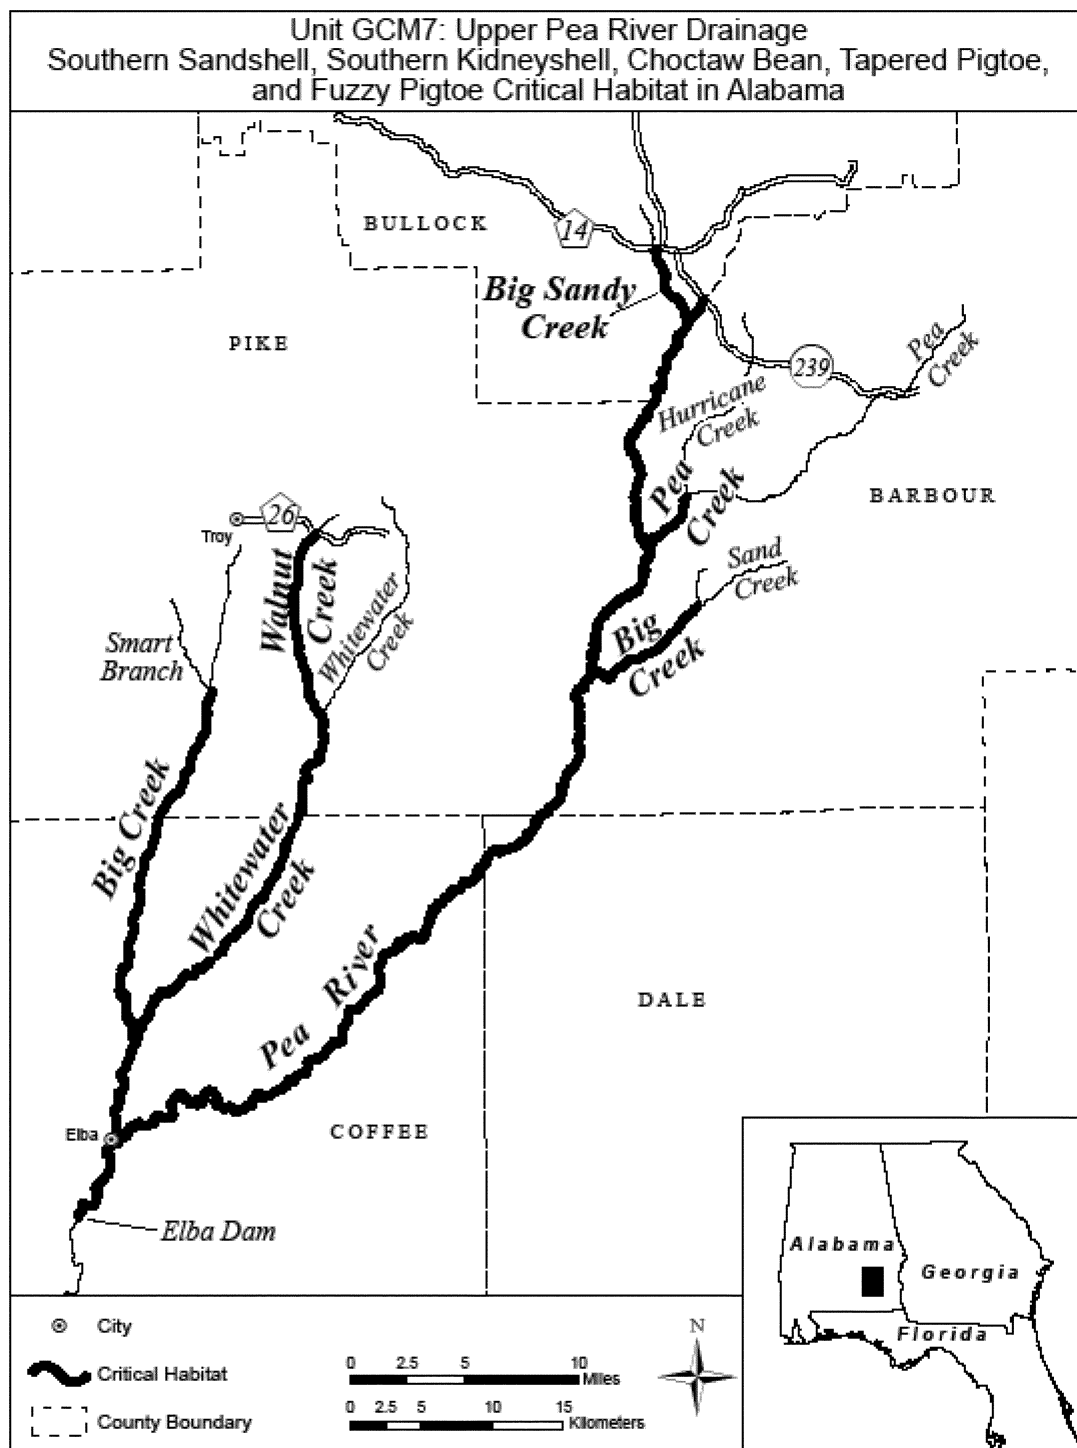 Unit GCM7: Upper Pea River Drainage
Southern Sandshell, Southern Kidneyshell, Choctaw Bean, Tapered Pigtoe,
and Fuzzy Pigtoe Critical Habitat in Alabama
BULLOCK
14
Big Sandy
Creek
PIKE
239
Pea
Creek
Hurricane
Creek
Pea
Creek
BARBOUR
26
Troy
Walnut
Creek
Whitewater
Creek
Sand
Creek
Big
Creek
Smart
Branch
Big Creek
Whitewater
Creek
Pea River
DALE
Elba
COFFEE
Elba Dam
Alabama
Georgia
Florida
City
Critical Habitat
County Boundary
0 2.5 5 10
Miles
0 2.5 5 10 15
Kilometers
N